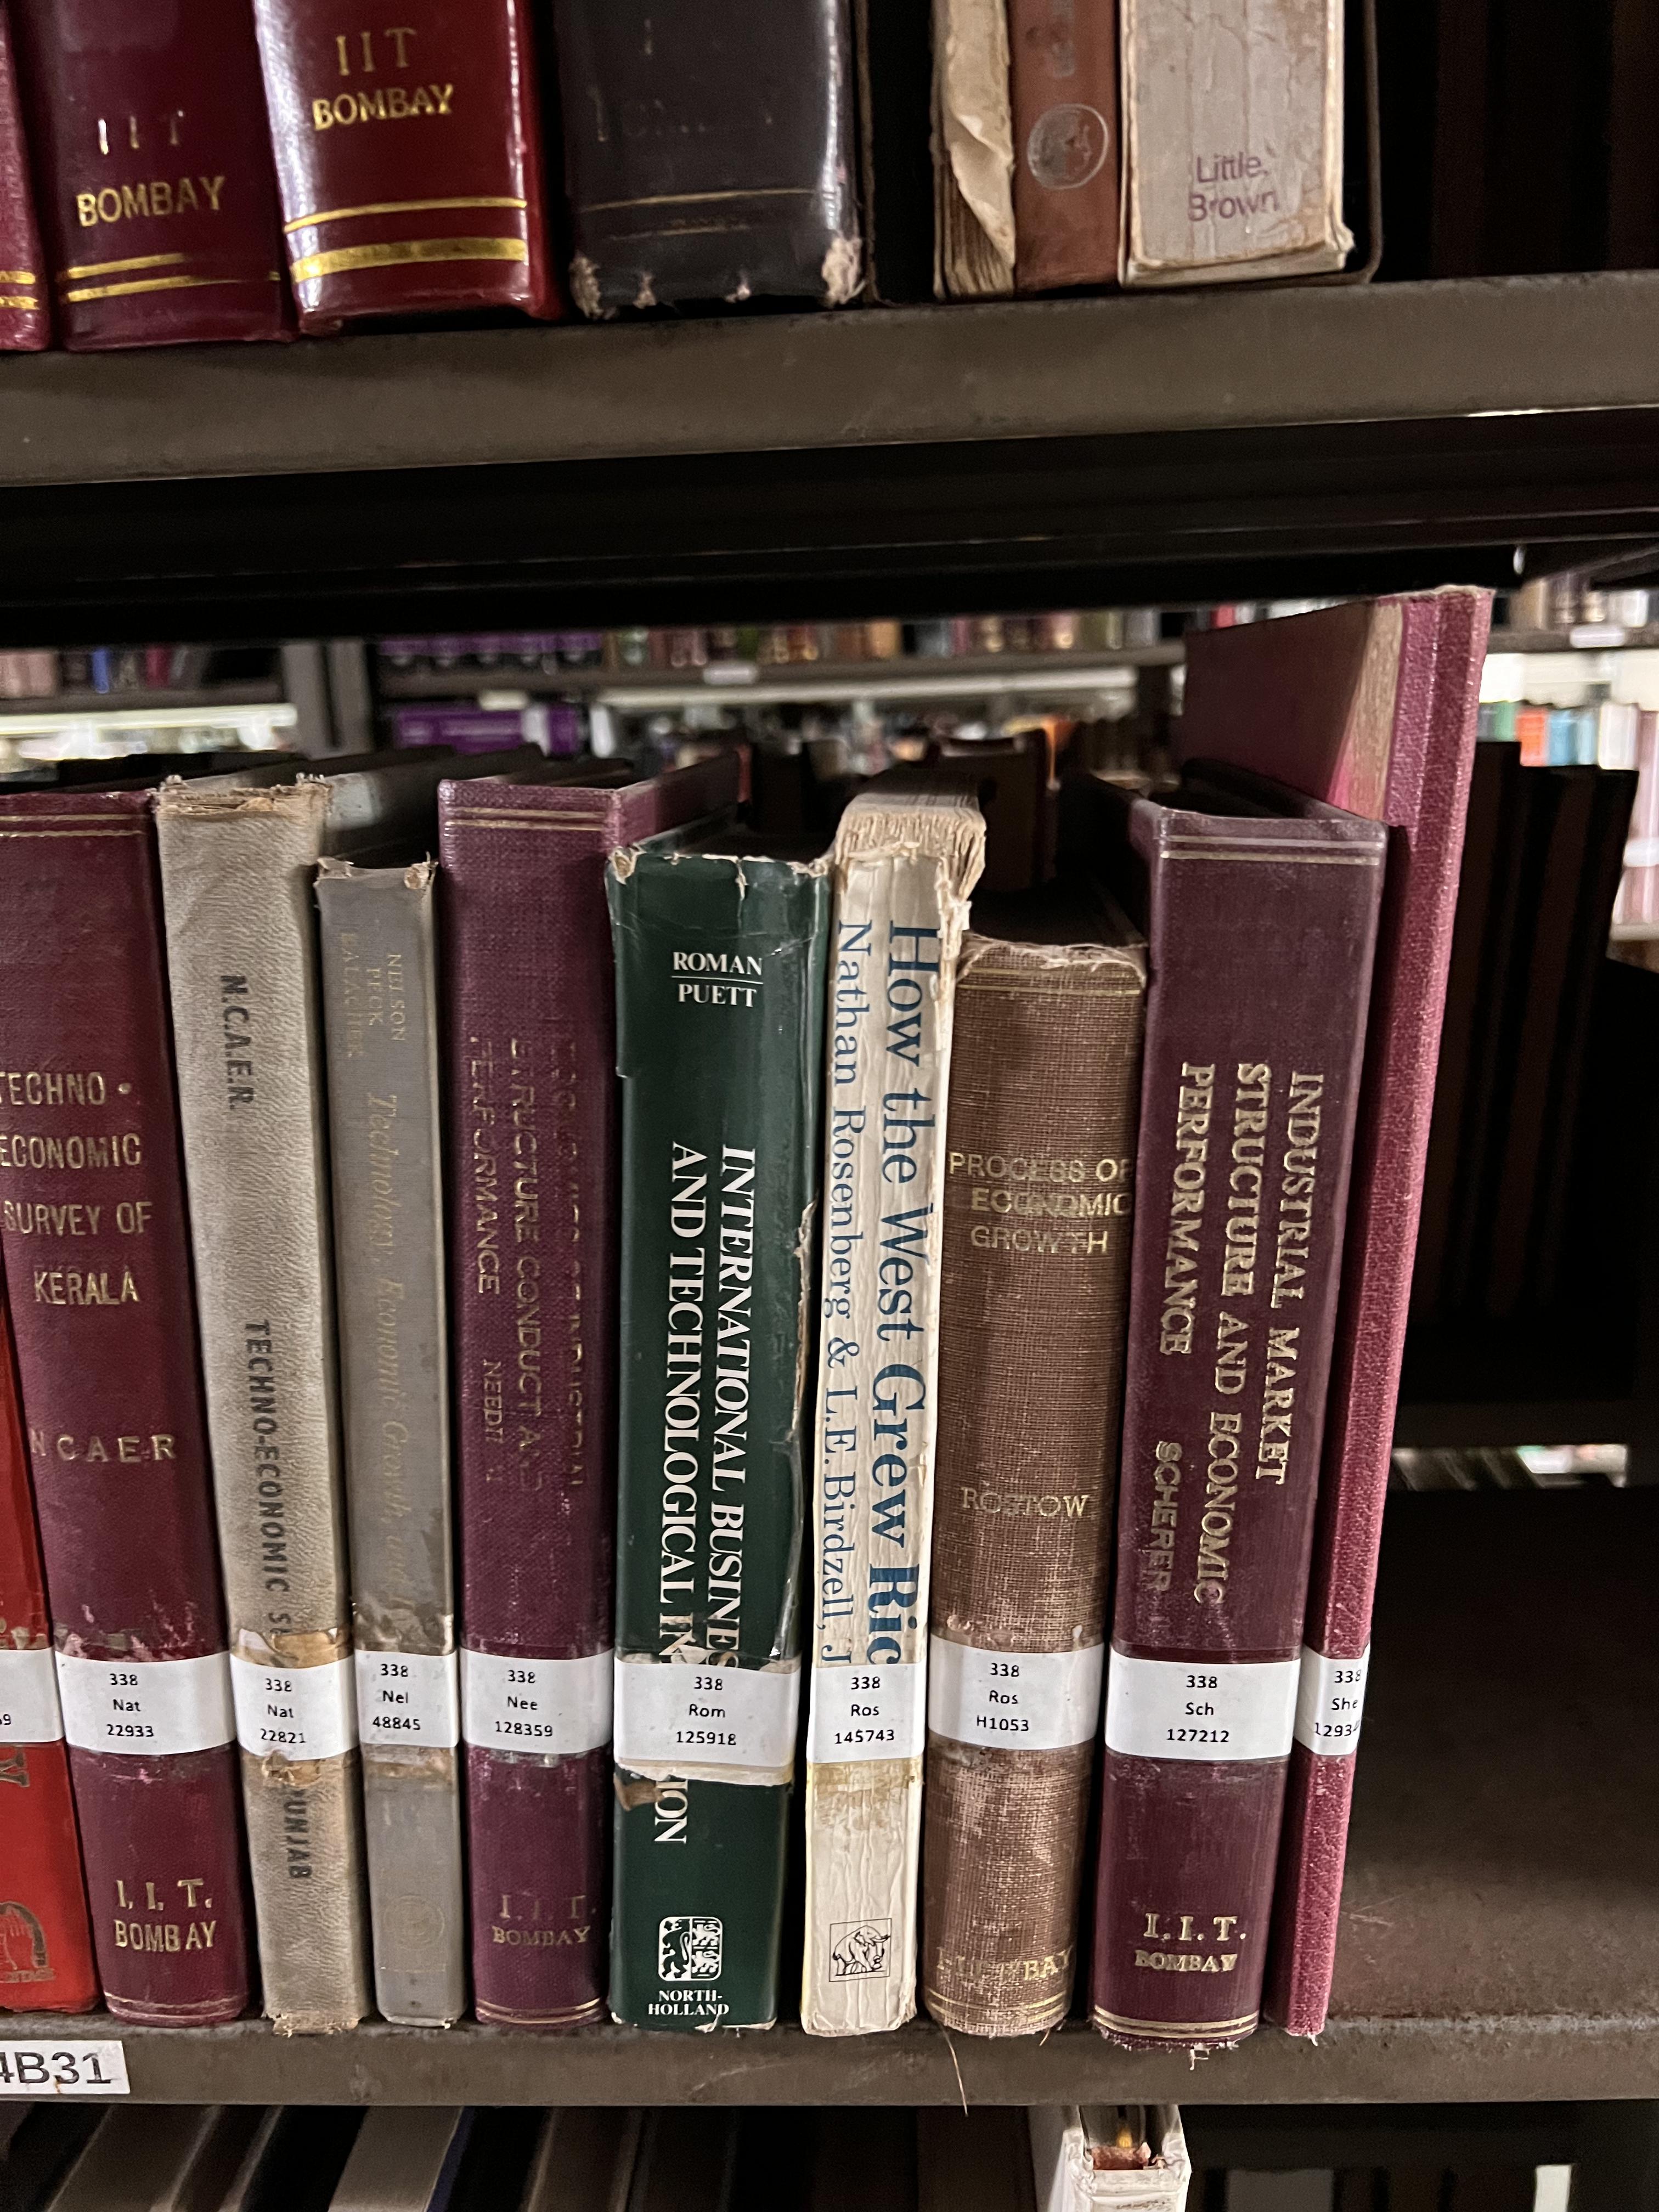 IIT
BOMBAY
IIT
BOMBAY
Little,
Brown
TECHNO-
ECONOMIC
SURVEY OF
KERALA
NCAER
338
Nat
22933
I. I. T.
BOMBAY
N.C.A.E.R.
TECHNO-ECONOMIC
338
Nat
22821
PUNJAB
NELSON
PECK
KALACHEK
Technology, Economic Growth, and
338
Nel
48845
STRUCTURE CONDUCT AND
PERFORMANCE
338
Nee
128359
I. I. T.
BOMBAY
ROMAN
PUETT
INTERNATIONAL BUSINES
AND TECHNOLOGICAL IN
338
Rom
125918
ION
NORTH-
HOLLAND
How the West Grew Ric
Nathan Rosenberg & L.E. Birdzell, J
338
Ros
145743
PROCESS OF
ECONOMIC
GROWTH
ROSTOW
338
Ros
H1053
INDUSTRIAL MARKET
STRUCTURE AND ECONOMIC
PERFORMANCE
SCHERER
338
Sch
127212
I. I. T.
BOMBAY
338
She
1293
4B31